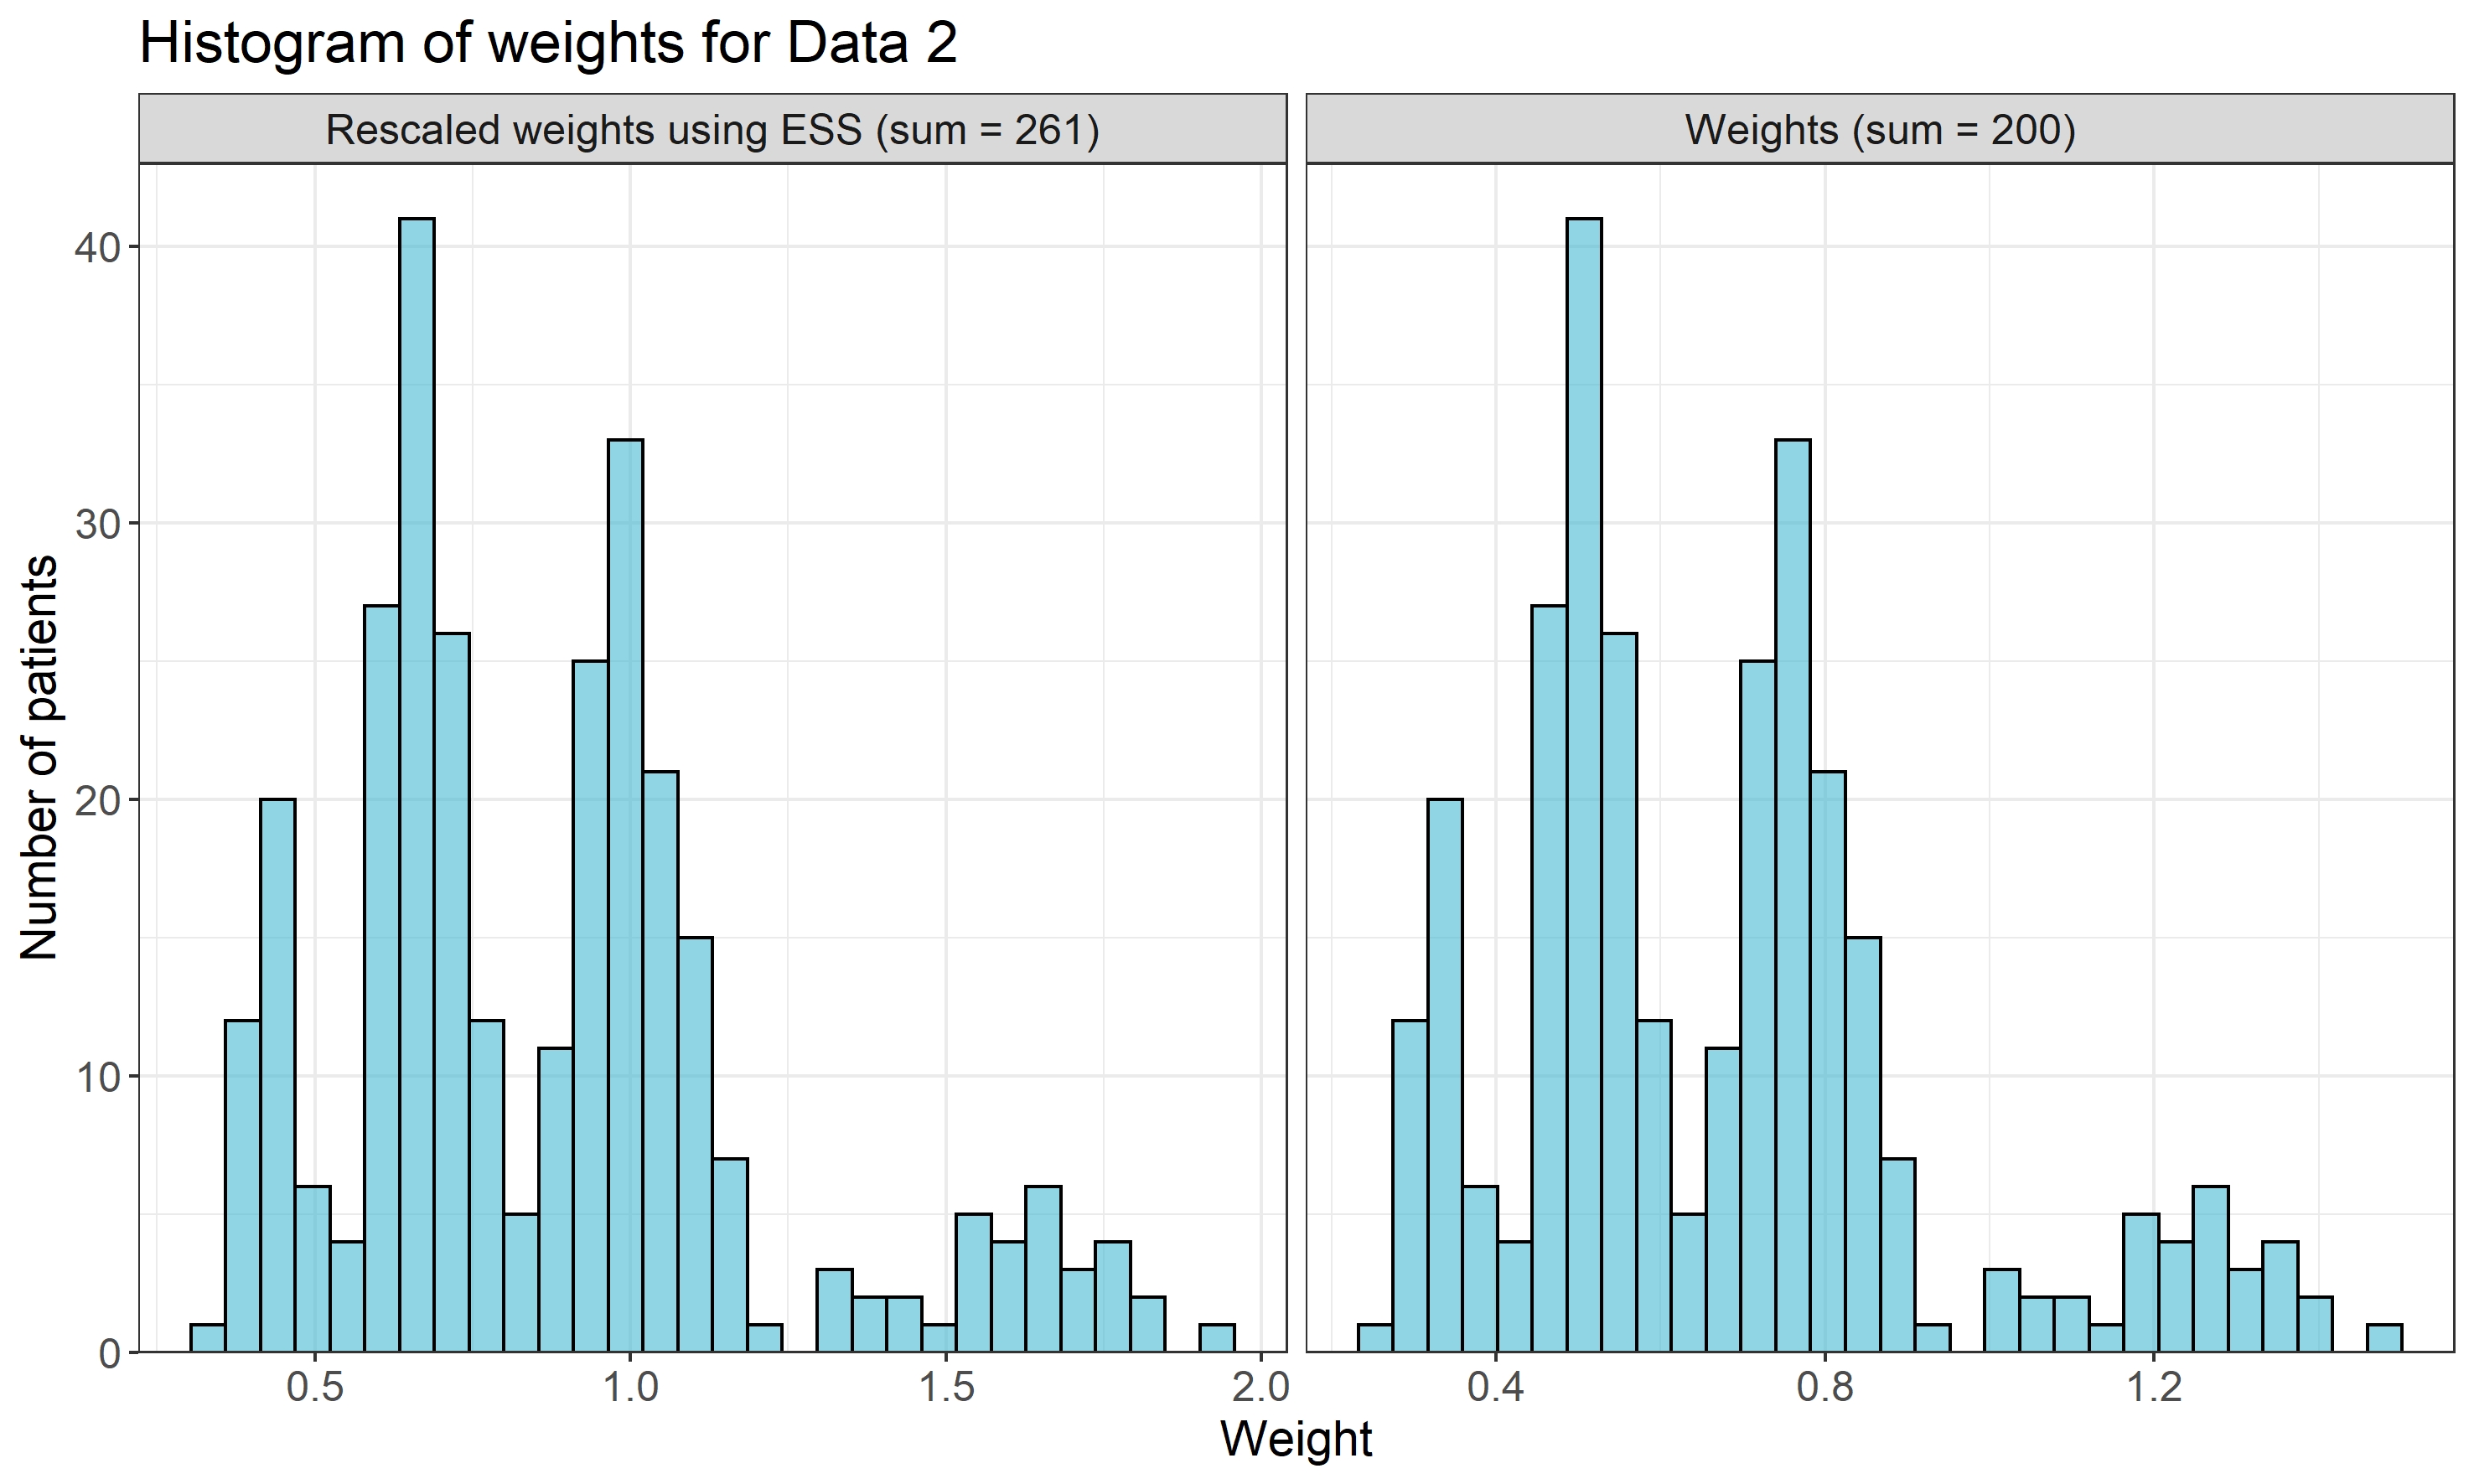 Histogram of weights for Data 2
Rescaled weights using ESS (sum = 261)
Weights (sum = 200)
Number of patients
40
30
20
10
0
0.5 1.0 1.5 2.0
0.4 0.8 1.2
Weight